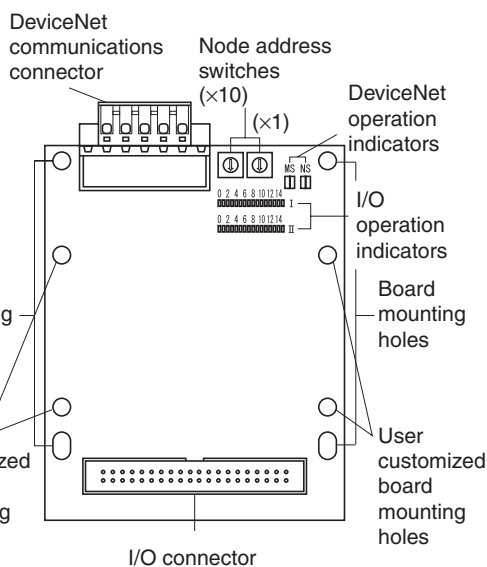 DeviceNet
communications
connector
Node address
switches
(×10)
(×1)
DeviceNet
operation
indicators
MS NS
0 2 4 6 8 10 12 14 I
0 2 4 6 8 10 12 14 II
I/O
operation
indicators
Board
mounting
holes
User
customized
board
mounting
holes
I/O connector